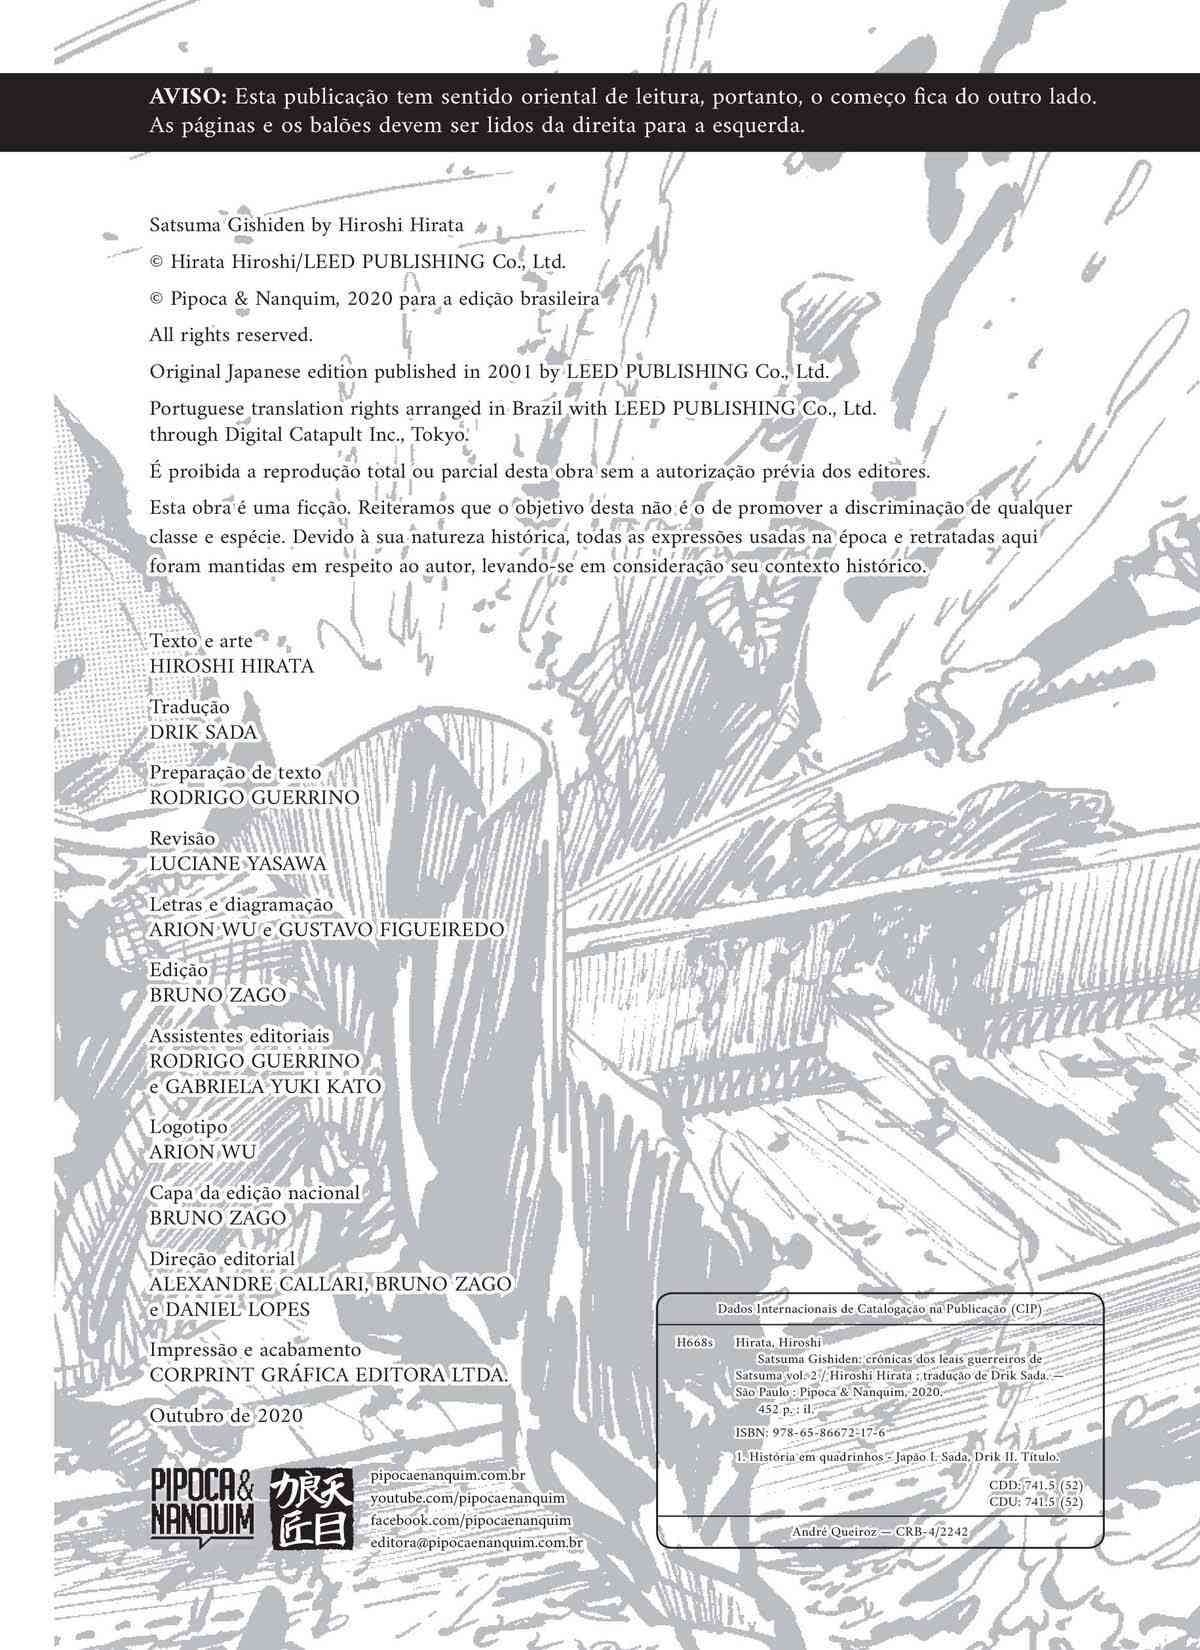 AVISO: Esta publicação tem sentido oriental de leitura, portanto, o começo fica do outro lado.
As páginas e os balões devem ser lidos da direita para a esquerda.
Satsuma Gishiden by Hiroshi Hirata
© Hirata Hiroshi/LEED PUBLISHING Co., Ltd.
© Pipoca & Nanquim, 2020 para a edição brasileira
All rights reserved.
Original Japanese edition published in 2001 by LEED PUBLISHING Co., Ltd.
Portuguese translation rights arranged in Brazil with LEED PUBLISHING Co., Ltd.
through Digital Catapult Inc., Tokyo.
É proibida a reprodução total ou parcial desta obra sem a autorização prévia dos editores.
Esta obra é uma ficção. Reiteramos que o objetivo desta não é o de promover a discriminação de qualquer
classe e espécie. Devido à sua natureza histórica, todas as expressões usadas na época e retratadas aqui
foram mantidas em respeito ao autor, levando-se em consideração seu contexto histórico.
Texto e arte
HIROSHI HIRATA
Tradução
DRIK SADA
Preparação de texto
RODRIGO GUERRINO
Revisão
LUCIANE YASAWA
Letras e diagramação
ARION WU e GUSTAVO FIGUEIREDO
Edição
BRUNO ZAGO
Assistentes editoriais
RODRIGO GUERRINO
e GABRIELA YUKI KATO
Logotipo
ARION WU
Capa da edição nacional
BRUNO ZAGO
Direção editorial
ALEXANDRE CALLARI, BRUNO ZAGO
e DANIEL LOPES
Impressão e acabamento
CORPRINT GRÁFICA EDITORA LTDA.
Outubro de 2020
PIPOCA &
NANQUIM
天狼力
目匠
pipocaenanquim.com.br
youtube.com/pipocaenanquim
facebook.com/pipocaenanquim
editora@pipocaenanquim.com.br
Dados Internacionais de Catalogação na Publicação (CIP)
H668s Hirata, Hiroshi
Satsuma Gishiden: crônicas dos leais guerreiros de
Satsuma vol. 2 / Hiroshi Hirata ; tradução de Drik Sada. —
São Paulo : Pipoca & Nanquim, 2020.
452 p. : il.
ISBN: 978-65-86672-17-6
1. História em quadrinhos - Japão I. Sada, Drik II. Título.
CDD: 741.5 (52)
CDU: 741.5 (52)
André Queiroz — CRB-4/2242